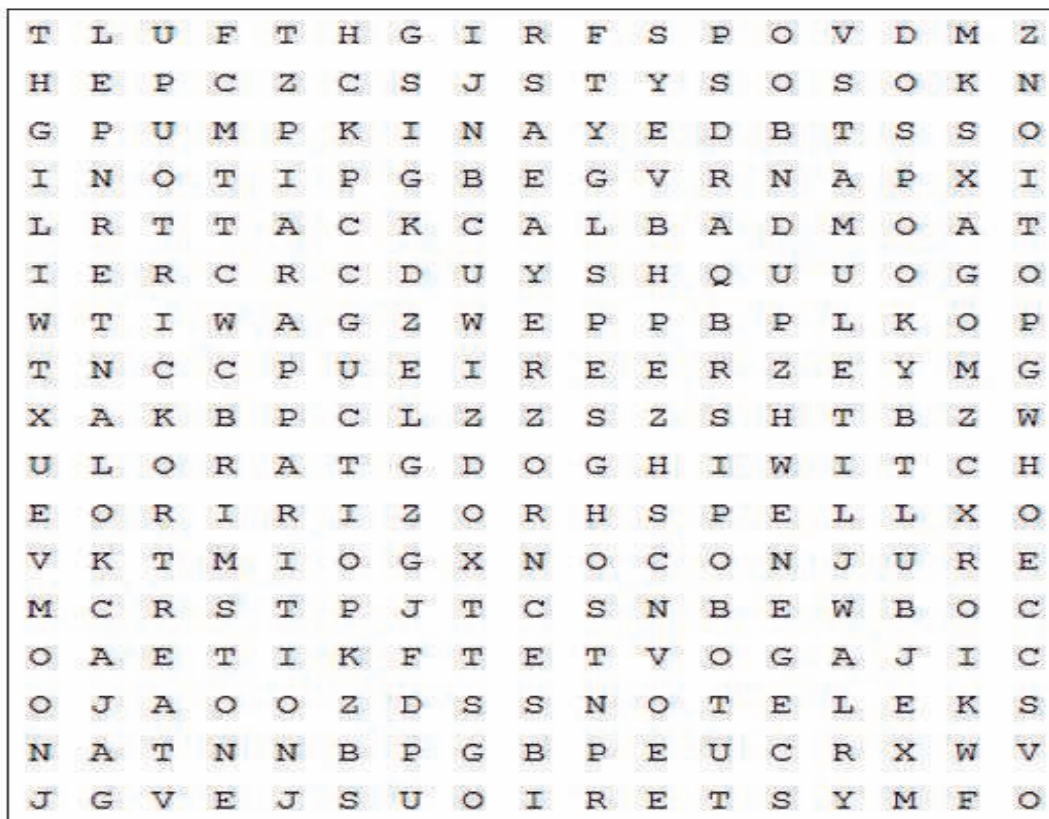 T L U F T H G I R F S P O V D M Z
H E P C Z C S J S T Y S O S O K N
G P U M P K I N A Y E D B T S S O
I N O T I P G B E G V R N A P X I
L R T T A C K C A L B A D M O A T
I E R C R C D U Y S H Q U U O G O
W T I W A G Z W E P P B P L K O P
T N C C P U E I R E E R Z E Y M G
X A K B P C L Z Z S Z S H T B Z W
U L O R A T G D O G H I W I T C H
E O R I R I Z O R H S P E L L X O
V K T M I O G X N O C O N J U R E
M C R S T P J T C S N B E W B O C
O A E T I K F T E T V O G A J I C
O J A O O Z D S S N O T E L E K S
N A T N N B P G B P E U C R X W V
J G V E J S U O I R E T S Y M F O